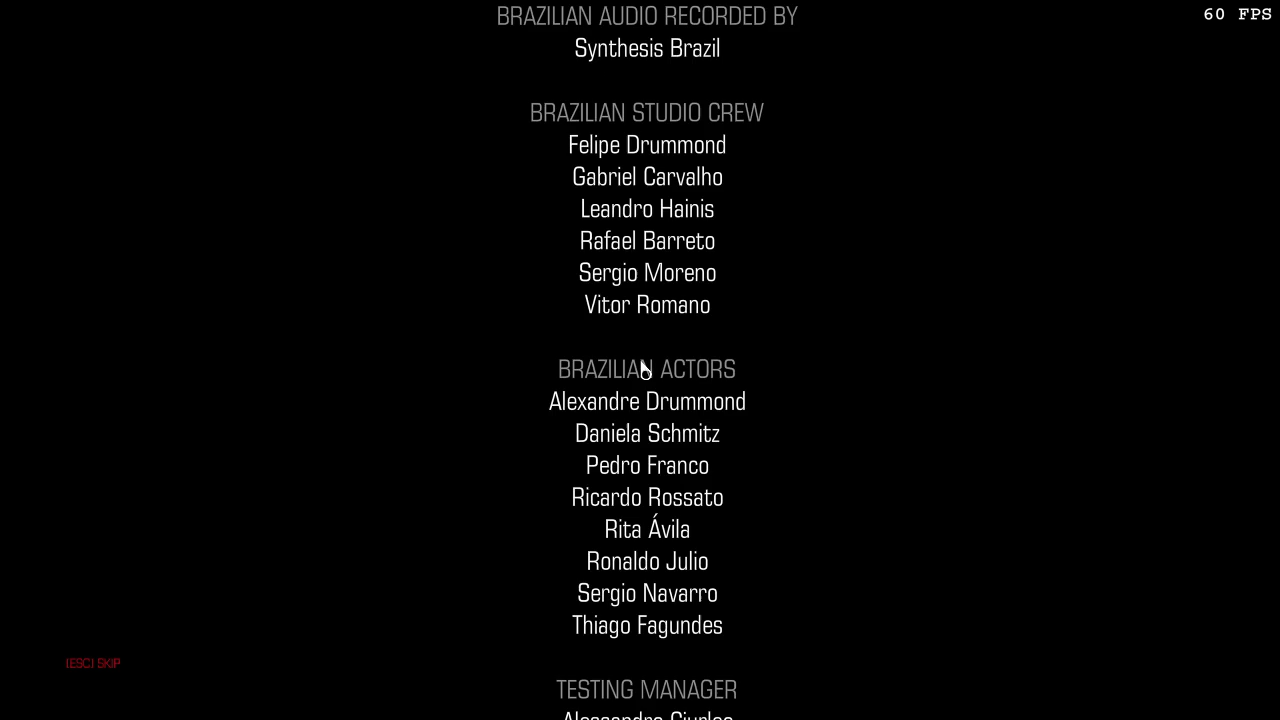 BRAZILIAN AUDIO RECORDED BY
60 FPS
Synthesis Brazil
BRAZILIAN STUDIO CREW
Felipe Drummond
Gabriel Carvalho
Leandro Hainis
Rafael Barreto
Sergio Moreno
Vitor Romano
BRAZILIAN ACTORS
Alexandre Drummond
Daniela Schmitz
Pedro Franco
Ricardo Rossato
Rita Ávila
Ronaldo Julio
Sergio Navarro
Thiago Fagundes
[ESC] SKIP
TESTING MANAGER